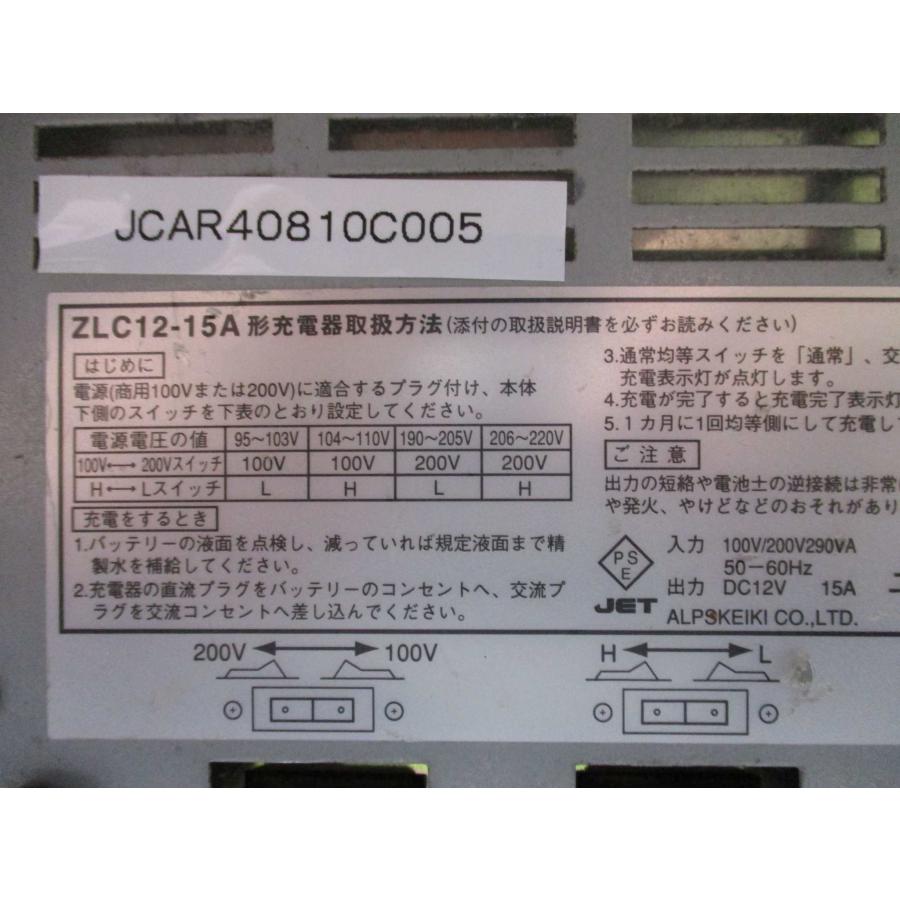 JCAR40810C005
ZLC12-15A 形充電器取扱方法(添付の取扱説明書を必ずお読みください)
はじめに
電源(商用100Vまたは200V)に適合するプラグ付け、本体
下側のスイッチを下表のとおり設定してください。
電源電圧の値 95～103V 104～110V 190～205V 206～220V
100V←→200Vスイッチ 100V 100V 200V 200V
H←→Lスイッチ L H L H
充電をするとき
1.バッテリーの液面を点検し、減っていれば規定液面まで精
製水を補給してください。
2.充電器の直流プラグをバッテリーのコンセントへ、交流プ
ラグを交流コンセントへ差し込んでください。
3.通常均等スイッチを「通常」、交
充電表示灯が点灯します。
4.充電が完了すると充電完了表示灯
5.1カ月に1回均等側にして充電し
ご注意
出力の短絡や電池士の逆接続は非常
や発火、やけどなどのおそれがあり
PSE
JET
入力 100V/200V290VA
50－60Hz
出力 DC12V 15A
ALPSKEIKI CO.,LTD.
200V 100V
H L